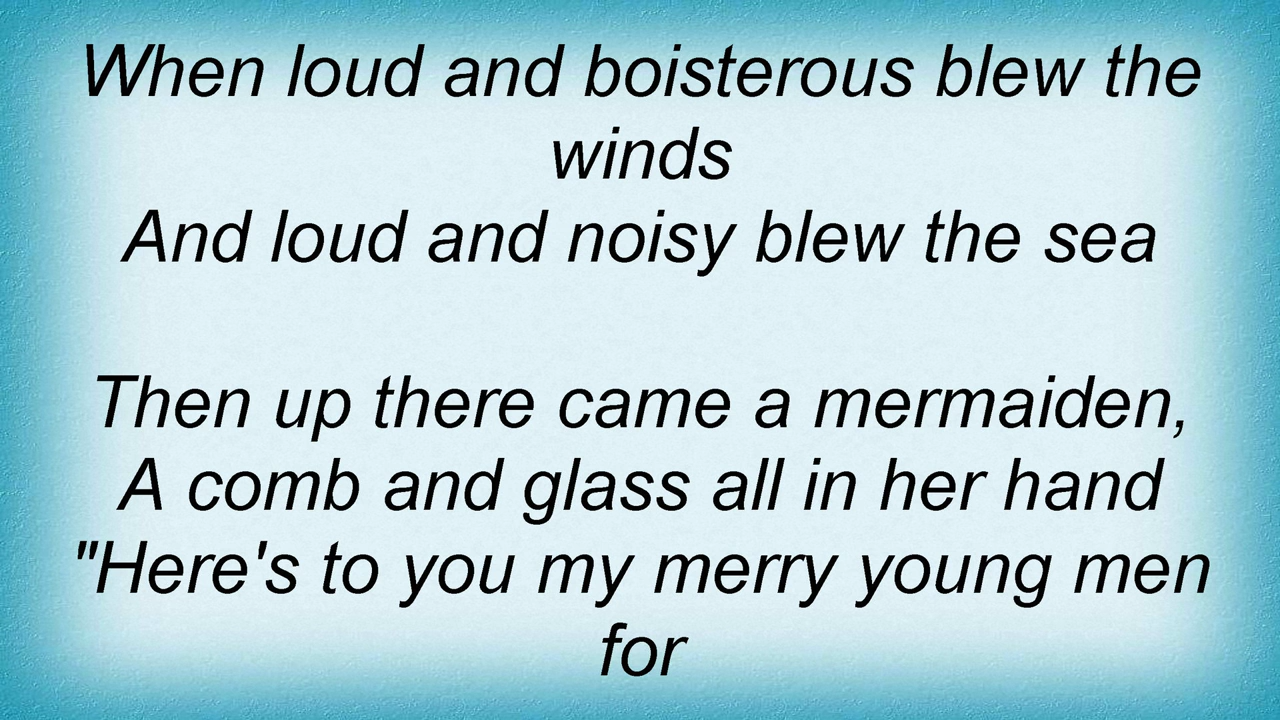 When loud and boisterous blew the
winds
And loud and noisy blew the sea
Then up there came a mermaiden,
A comb and glass all in her hand
"Here's to you my merry young men
for